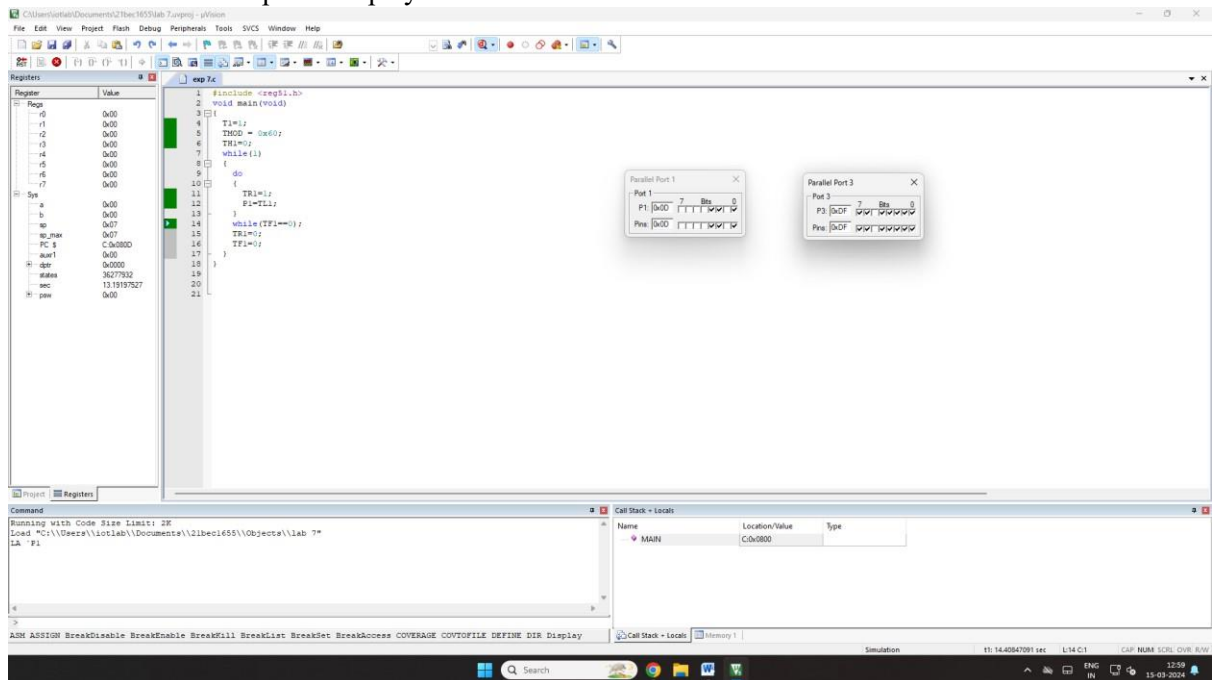 C:\Users\iotlab\Documents\21bec1655\lab 7.uvproj - µVision
File Edit View Project Flash Debug Peripherals Tools SVCS Window Help
Registers
Register Value
Regs
r0 0x00
r1 0x00
r2 0x00
r3 0x00
r4 0x00
r5 0x00
r6 0x00
r7 0x00
Sys
a 0x00
b 0x00
sp 0x07
sp_max 0x07
PC $ C:0x080D
auxr1 0x00
dptr 0x0000
states 36277932
sec 13.19197527
psw 0x00
Project Registers
exp 7.c
1 #include <reg51.h>
2 void main(void)
3 {
4 T1=1;
5 TMOD = 0x60;
6 TH1=0;
7 while(1)
8 {
9 do
10 {
11 TR1=1;
12 P1=TL1;
13 }
14 while(TF1==0);
15 TR1=0;
16 TF1=0;
17 }
18 }
19
20
21
Parallel Port 1
Port 1
7 Bits 0
P1: 0x0D
Pins: 0x0D
Parallel Port 3
Port 3
7 Bits 0
P3: 0xDF
Pins: 0xDF
Command
Running with Code Size Limit: 2K
Load "C:\\Users\\iotlab\\Documents\\21bec1655\\Objects\\lab 7"
LA `P1
>
ASM ASSIGN BreakDisable BreakEnable BreakKill BreakList BreakSet BreakAccess COVERAGE COVTOFILE DEFINE DIR Display
Call Stack + Locals
Name Location/Value Type
MAIN C:0x0800
Call Stack + Locals Memory 1
Simulation t1: 14.40847091 sec L:14 C:1 CAP NUM SCRL OVR R/W
Search
ENG
IN
12:59
15-03-2024